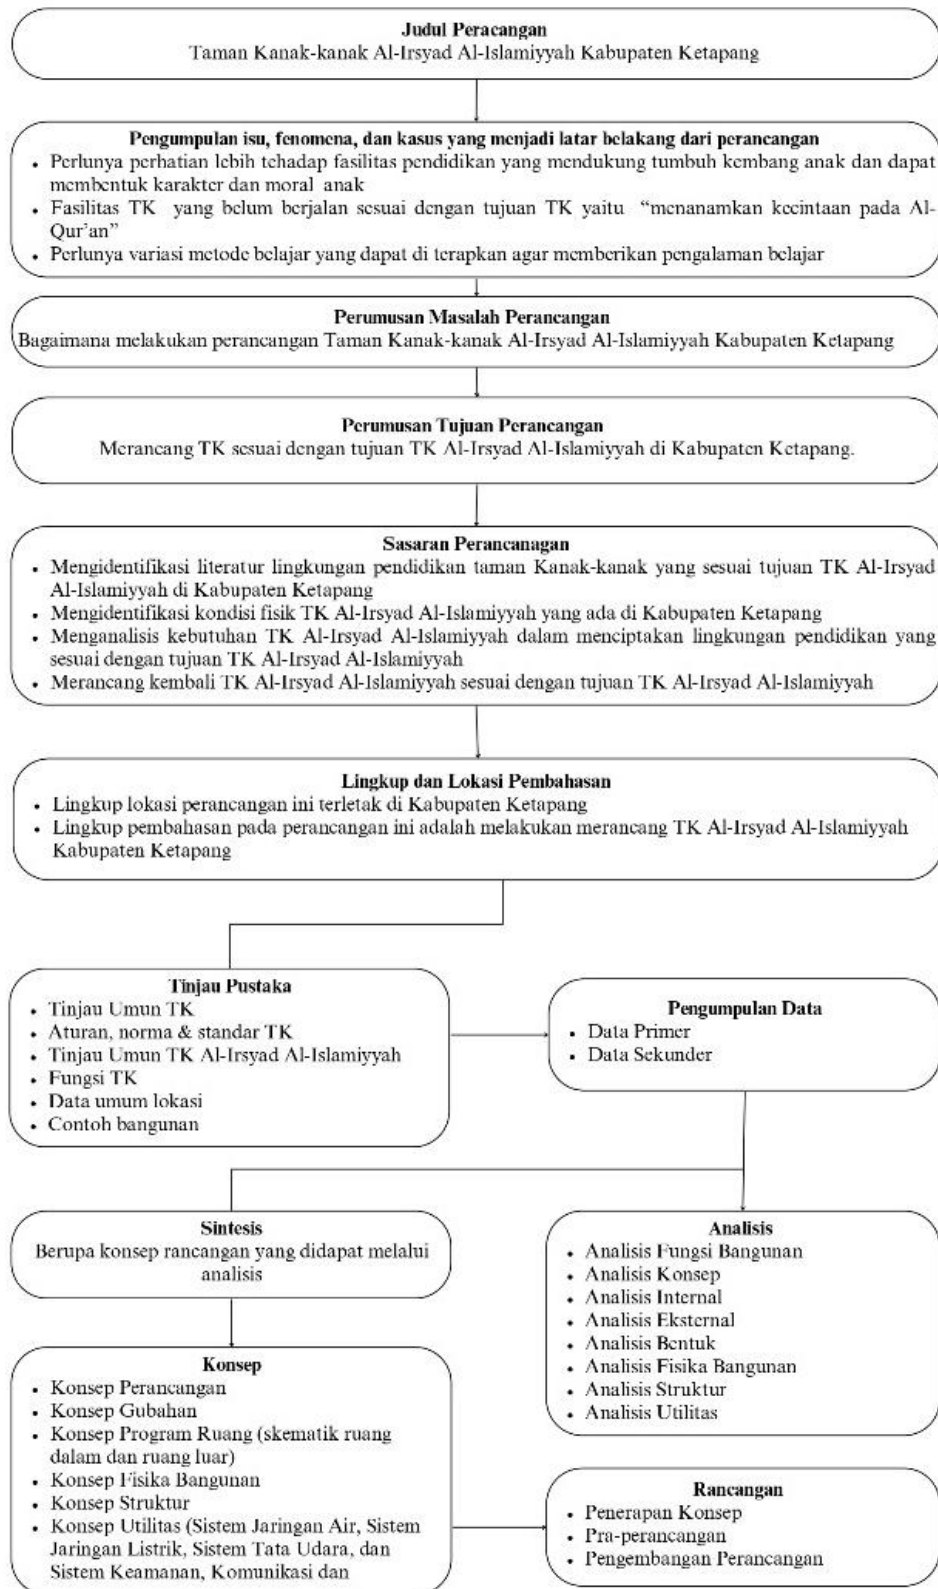 Judul Peracangan
Taman Kanak-kanak Al-Irsyad Al-Islamiyyah Kabupaten Ketapang
Pengumpulan isu, fenomena, dan kasus yang menjadi latar belakang dari perancangan
• Perlunya perhatian lebih tehadap fasilitas pendidikan yang mendukung tumbuh kembang anak dan dapat
membentuk karakter dan moral anak
• Fasilitas TK yang belum berjalan sesuai dengan tujuan TK yaitu “menanamkan kecintaan pada Al-
Qur’an”
• Perlunya variasi metode belajar yang dapat di terapkan agar memberikan pengalaman belajar
Perumusan Masalah Perancangan
Bagaimana melakukan perancangan Taman Kanak-kanak Al-Irsyad Al-Islamiyyah Kabupaten Ketapang
Perumusan Tujuan Perancangan
Merancang TK sesuai dengan tujuan TK Al-Irsyad Al-Islamiyyah di Kabupaten Ketapang.
Sasaran Perancanagan
• Mengidentifikasi literatur lingkungan pendidikan taman Kanak-kanak yang sesuai tujuan TK Al-Irsyad
Al-Islamiyyah di Kabupaten Ketapang
• Mengidentifikasi kondisi fisik TK Al-Irsyad Al-Islamiyyah yang ada di Kabupaten Ketapang
• Menganalisis kebutuhan TK Al-Irsyad Al-Islamiyyah dalam menciptakan lingkungan pendidikan yang
sesuai dengan tujuan TK Al-Irsyad Al-Islamiyyah
• Merancang kembali TK Al-Irsyad Al-Islamiyyah sesuai dengan tujuan TK Al-Irsyad Al-Islamiyyah
Lingkup dan Lokasi Pembahasan
• Lingkup lokasi perancangan ini terletak di Kabupaten Ketapang
• Lingkup pembahasan pada perancangan ini adalah melakukan merancang TK Al-Irsyad Al-Islamiyyah
Kabupaten Ketapang
Tinjau Pustaka
• Tinjau Umun TK
• Aturan, norma & standar TK
• Tinjau Umun TK Al-Irsyad Al-Islamiyyah
• Fungsi TK
• Data umum lokasi
• Contoh bangunan
Pengumpulan Data
• Data Primer
• Data Sekunder
Sintesis
Berupa konsep rancangan yang didapat melalui
analisis
Analisis
• Analisis Fungsi Bangunan
• Analisis Konsep
• Analisis Internal
• Analisis Eksternal
• Analisis Bentuk
• Analisis Fisika Bangunan
• Analisis Struktur
• Analisis Utilitas
Konsep
• Konsep Perancangan
• Konsep Gubahan
• Konsep Program Ruang (skematik ruang
dalam dan ruang luar)
• Konsep Fisika Bangunan
• Konsep Struktur
• Konsep Utilitas (Sistem Jaringan Air, Sistem
Jaringan Listrik, Sistem Tata Udara, dan
Sistem Keamanan, Komunikasi dan
Rancangan
• Penerapan Konsep
• Pra-perancangan
• Pengembangan Perancangan